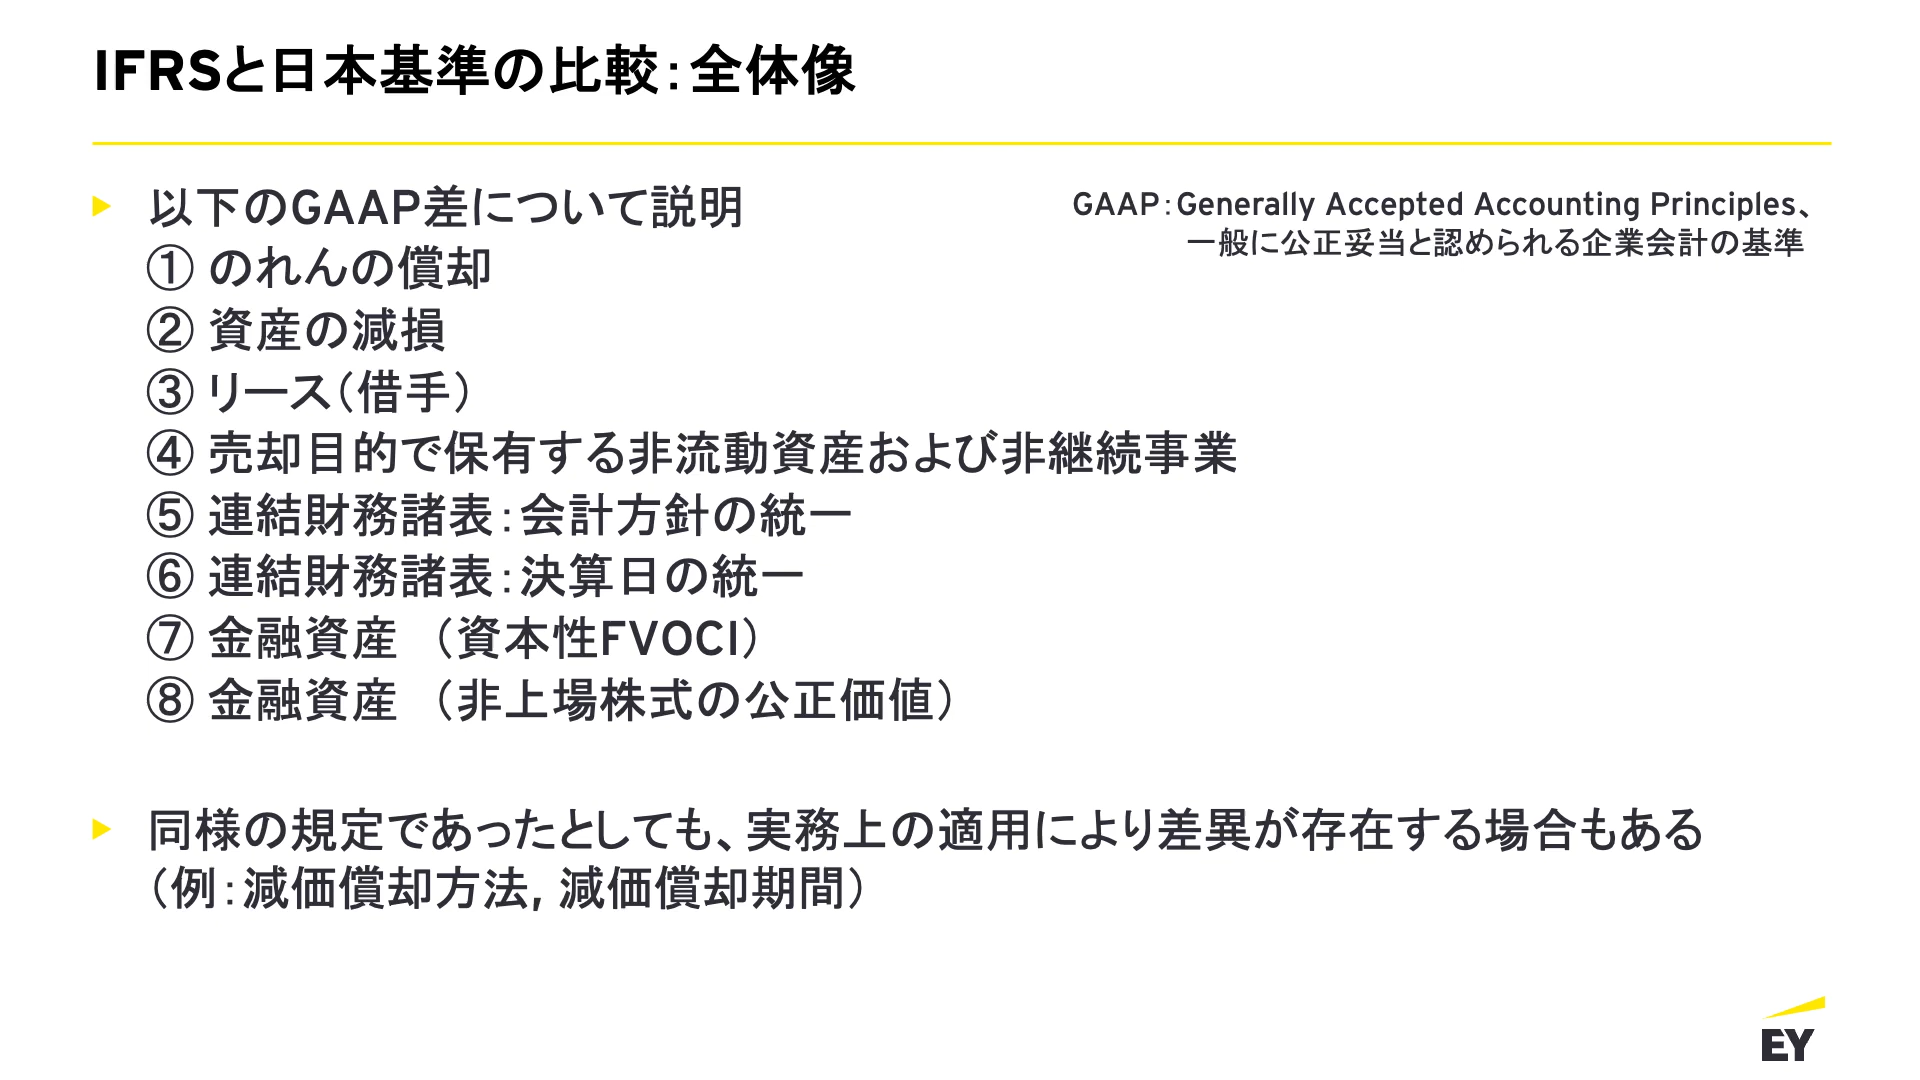 IFRSと日本基準の比較：全体像
以下のGAAP差について説明
GAAP：Generally Accepted Accounting Principles、
一般に公正妥当と認められる企業会計の基準
① のれんの償却
② 資産の減損
③ リース（借手）
④ 売却目的で保有する非流動資産および非継続事業
⑤ 連結財務諸表：会計方針の統一
⑥ 連結財務諸表：決算日の統一
⑦ 金融資産　（資本性FVOCI）
⑧ 金融資産　（非上場株式の公正価値）
同様の規定であったとしても、実務上の適用により差異が存在する場合もある
（例：減価償却方法, 減価償却期間）
EY